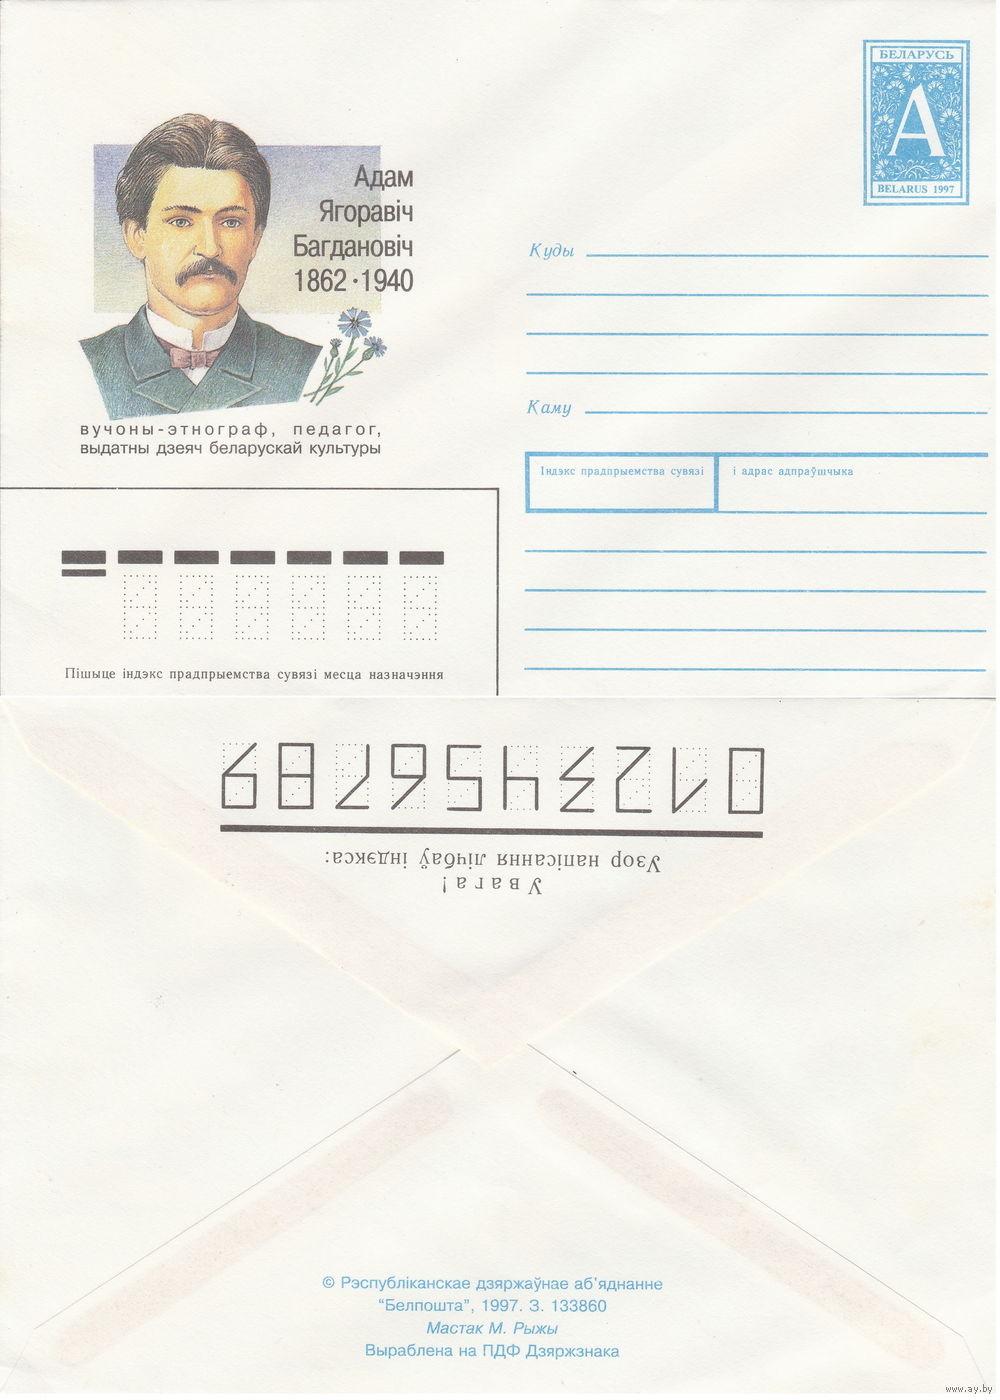 БЕЛАРУСЬ
А
BELARUS 1997
Адам
Ягоравіч
Багдановіч
1862·1940
вучоны-этнограф, педагог,
выдатны дзеяч беларускай культуры
Куды
Каму
Індэкс прадпрыемства сувязі
і адрас адпраўшчыка
Пішыце індэкс прадпрыемства сувязі месца назначэння
Увага!
Узор напісання лічбаў індэкса:
0123456789
© Рэспубліканскае дзяржаўнае аб'яднанне
"Белпошта", 1997. З. 133860
Мастак М. Рыжы
Выраблена на ПДФ Дзяржзнака
www.ay.by